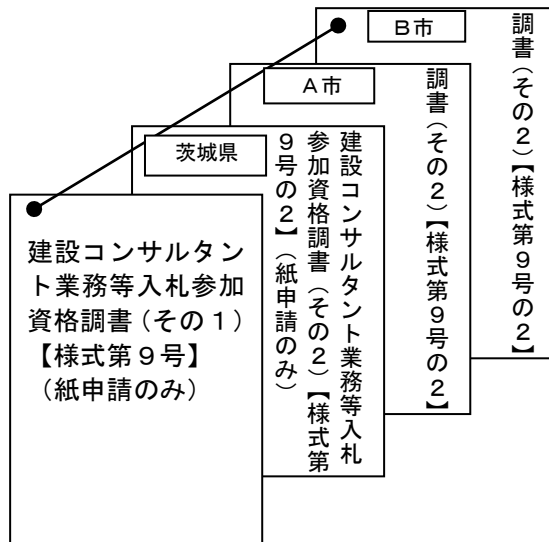 建設コンサルタン
ト業務等入札参加
資格調書（その１）
【様式第９号】
（紙申請のみ）
茨城県
建設コンサルタント業務等入札
参加資格調書（その２）【様式第
９号の２】（紙申請のみ）
Ａ市
調書（その２）【様式第９号の２】
Ｂ市
調書（その２）【様式第９号の２】